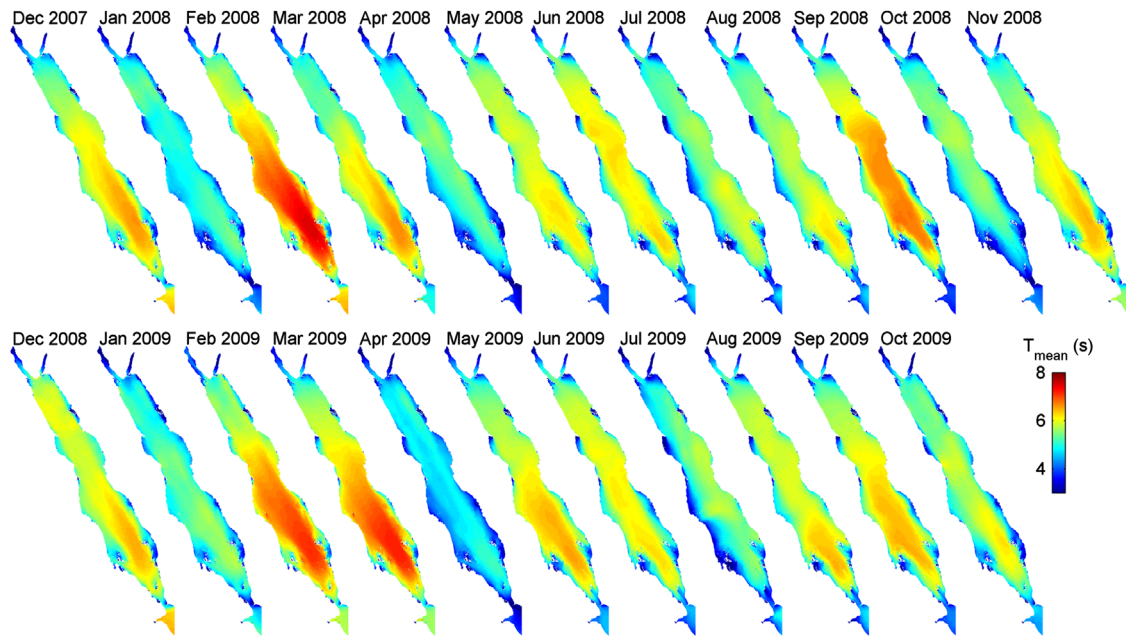 Dec 2007 Jan 2008 Feb 2008 Mar 2008 Apr 2008 May 2008 Jun 2008 Jul 2008 Aug 2008 Sep 2008 Oct 2008 Nov 2008
Dec 2008 Jan 2009 Feb 2009 Mar 2009 Apr 2009 May 2009 Jun 2009 Jul 2009 Aug 2009 Sep 2009 Oct 2009
T_mean (s)
8
6
4